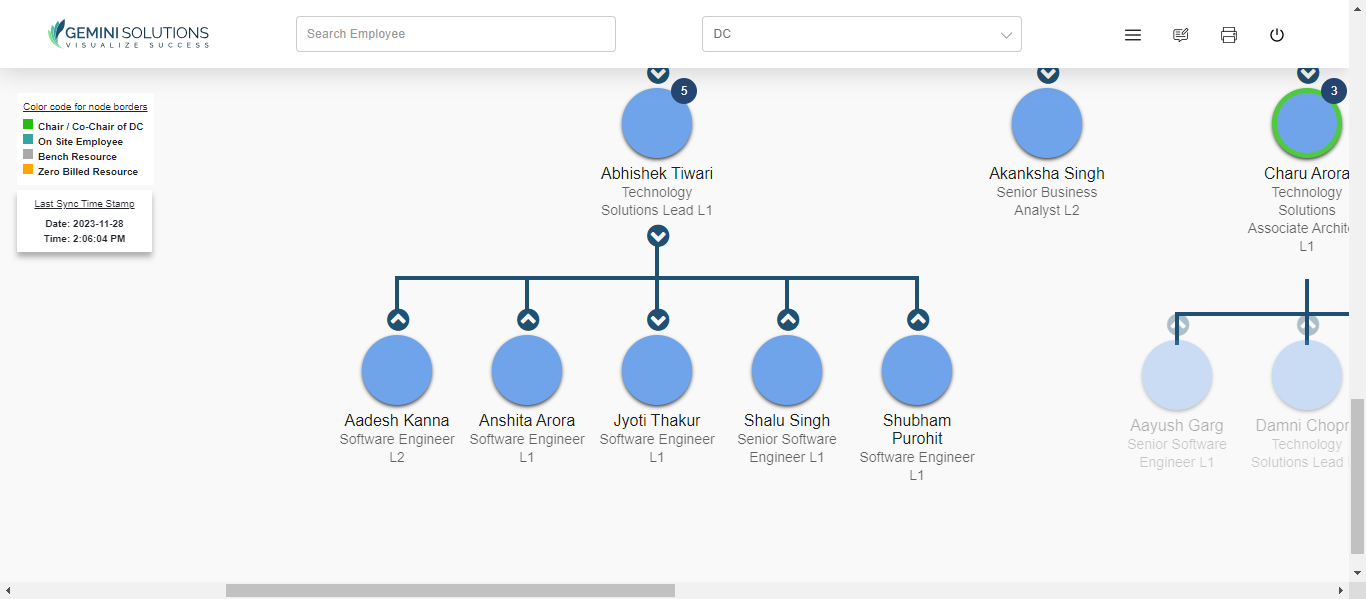 GEMINI SOLUTIONS
VISUALIZE SUCCESS
Search Employee
DC
Color code for node borders
Chair / Co-Chair of DC
On Site Employee
Bench Resource
Zero Billed Resource
Last Sync Time Stamp
Date: 2023-11-28
Time: 2:06:04 PM
5
Abhishek Tiwari
Technology
Solutions Lead L1
Akanksha Singh
Senior Business
Analyst L2
3
Charu Arora
Technology
Solutions
Associate Archite
L1
Aadesh Kanna
Software Engineer
L2
Anshita Arora
Software Engineer
L1
Jyoti Thakur
Software Engineer
L1
Shalu Singh
Senior Software
Engineer L1
Shubham
Purohit
Software Engineer
L1
Aayush Garg
Senior Software
Engineer L1
Damni Chopr
Technology
Solutions Lead